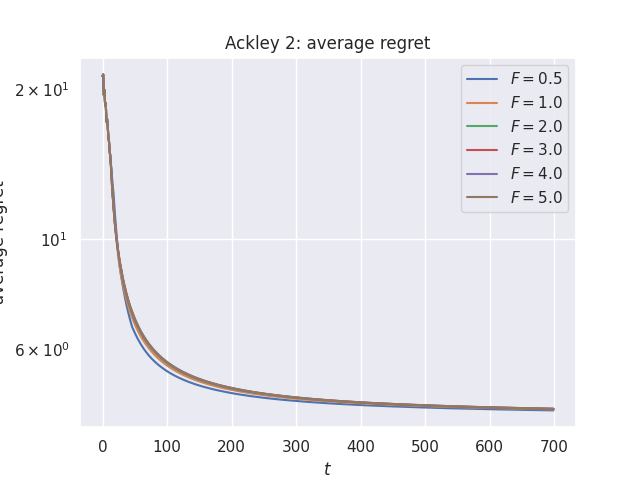 Ackley 2: average regret
F = 0.5
F = 1.0
F = 2.0
F = 3.0
F = 4.0
F = 5.0
2 × 10¹
10¹
6 × 10⁰
average regret
0 100 200 300 400 500 600 700
t